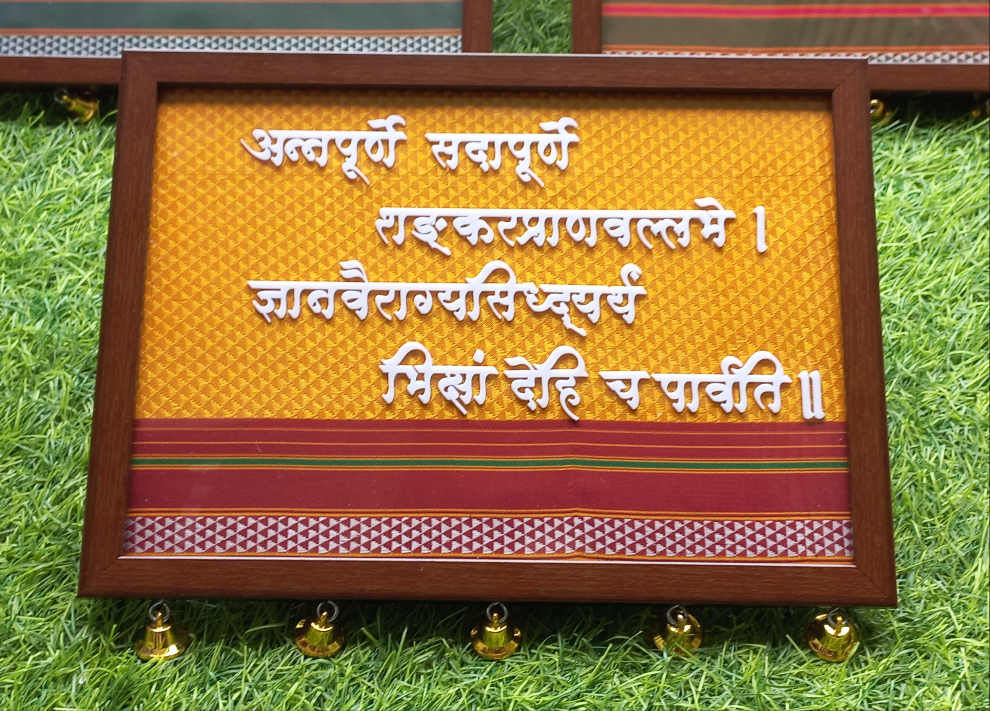 अन्नपूर्णे सदापूर्णे
शङ्करप्राणवल्लभे ।
ज्ञानवैराग्यसिध्द्यर्थं
भिक्षां देहि च पार्वति ॥